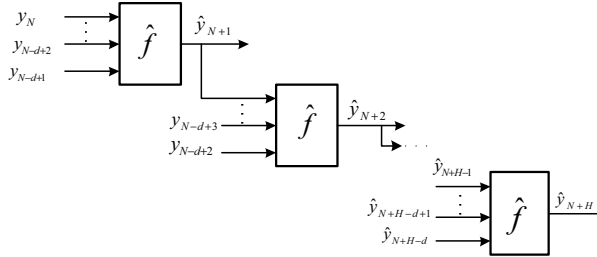 y_N
y_{N-d+2}
y_{N-d+1}
f̂
ŷ_{N+1}
y_{N-d+3}
y_{N-d+2}
f̂
ŷ_{N+2}
ŷ_{N+H-1}
ŷ_{N+H-d+1}
ŷ_{N+H-d}
f̂
ŷ_{N+H}